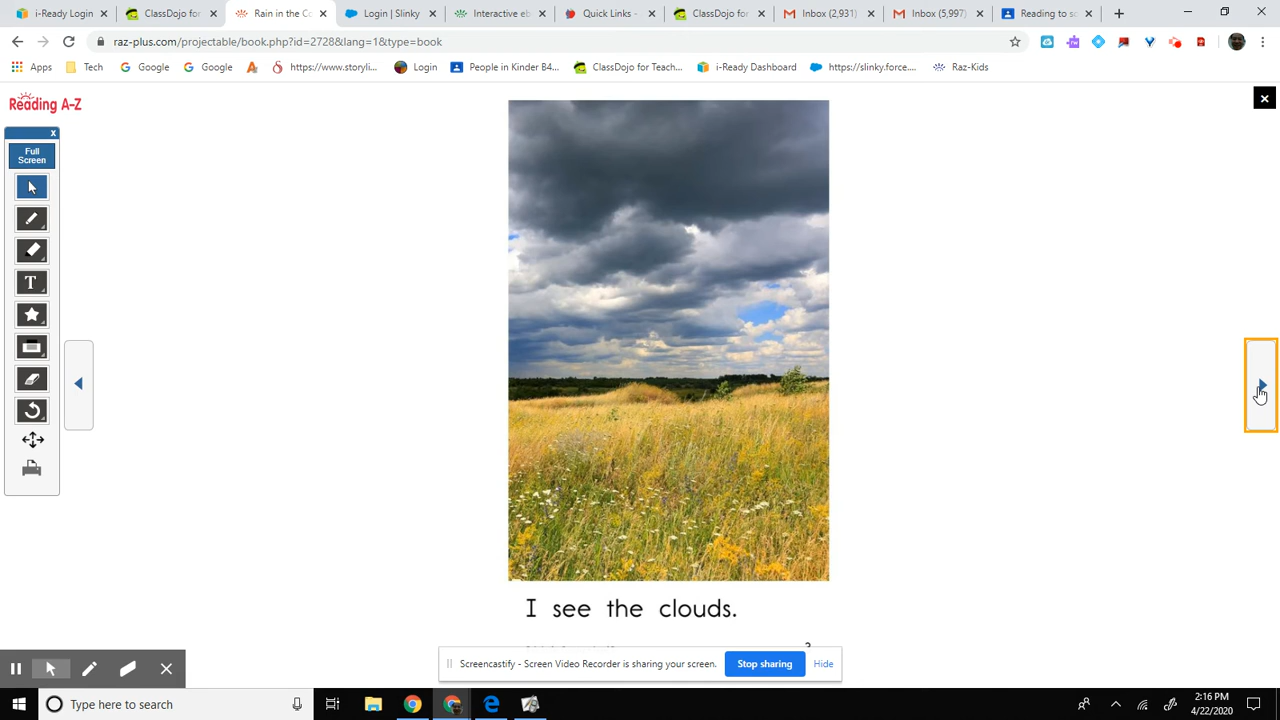 i-Ready Login
ClassDojo for T
Rain in the Co
Login | Slinky
Interactive eb
Quick Links -
ClassDojo for T
Inbox (2,931)
Inbox (5,997)
Reading to so
raz-plus.com/projectable/book.php?id=2728&lang=1&type=book
Apps
Tech
Google
Google
https://www.storyli...
Login
People in Kinder B4...
ClassDojo for Teach...
i-Ready Dashboard
https://slinky.force....
Raz-Kids
Reading A-Z
x
Full
Screen
T
I see the clouds.
Screencastify - Screen Video Recorder is sharing your screen.
Stop sharing
Hide
Type here to search
2:16 PM
4/22/2020